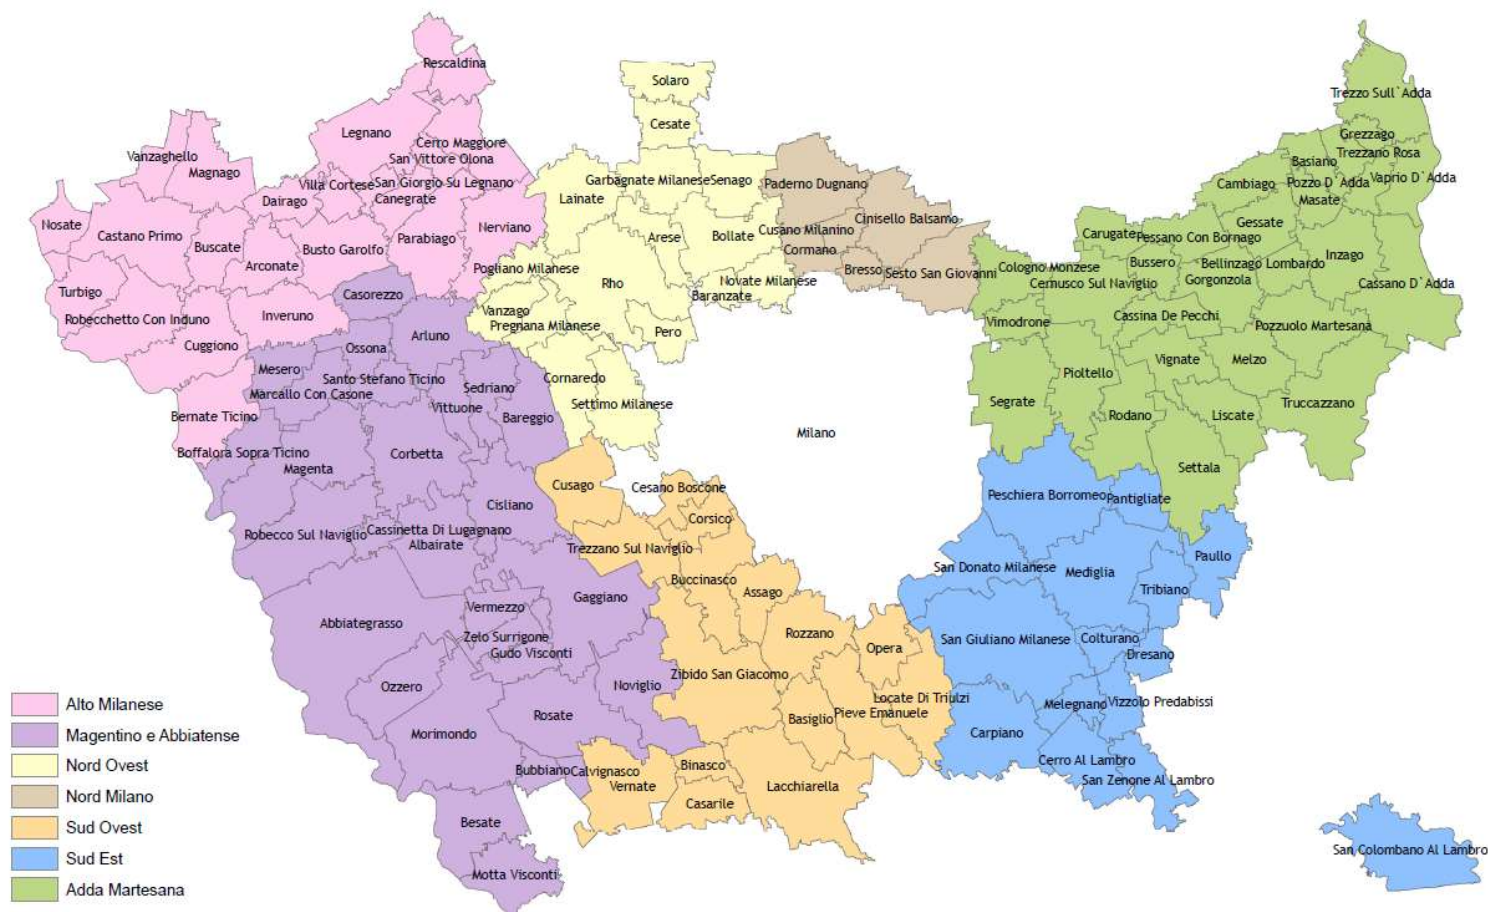 Rescaldina
Solaro
Trezzo Sull`Adda
Cesate
Legnano
Grezzago
Cerro Maggiore
Vanzaghello
San Vittore Olona
Trezzano Rosa
Basiano
Magnago
Garbagnate Milanese
Senago
Vaprio D`Adda
Villa Cortese
San Giorgio Su Legnano
Paderno Dugnano
Cambiago
Pozzo D`Adda
Dairago
Canegrate
Lainate
Masate
Nosate
Castano Primo
Nerviano
Cinisello Balsamo
Gessate
Buscate
Busto Garolfo
Parabiago
Arese
Bollate
Cusano Milanino
Carugate
Pessano Con Bornago
Cormano
Inzago
Arconate
Pogliano Milanese
Bresso
Sesto San Giovanni
Cologno Monzese
Bussero
Bellinzago Lombardo
Turbigo
Rho
Novate Milanese
Cernusco Sul Naviglio
Gorgonzola
Cassano D`Adda
Casorezzo
Baranzate
Robecchetto Con Induno
Inveruno
Vanzago
Vimodrone
Cassina De Pecchi
Pregnana Milanese
Pozzuolo Martesana
Arluno
Pero
Cuggiono
Ossona
Vignate
Melzo
Mesero
Santo Stefano Ticino
Cornaredo
Pioltello
Marcallo Con Casone
Sedriano
Vittuone
Settimo Milanese
Segrate
Truccazzano
Bernate Ticino
Bareggio
Rodano
Liscate
Milano
Boffalora Sopra Ticino
Corbetta
Magenta
Settala
Cusago
Cesano Boscone
Peschiera Borromeo
Pantigliate
Cisliano
Corsico
Robecco Sul Naviglio
Cassinetta Di Lugagnano
Albairate
Trezzano Sul Naviglio
Paullo
San Donato Milanese
Mediglia
Buccinasco
Assago
Tribiano
Gaggiano
Vermezzo
Abbiategrasso
Rozzano
Zelo Surrigone
San Giuliano Milanese
Colturano
Opera
Gudo Visconti
Dresano
Zibido San Giacomo
Ozzero
Noviglio
Locate Di Triulzi
Vizzolo Predabissi
Melegnano
Alto Milanese
Rosate
Basiglio
Pieve Emanuele
Magentino e Abbiatense
Morimondo
Carpiano
Nord Ovest
Bubbiano
Calvignasco
Binasco
Cerro Al Lambro
Vernate
Lacchiarella
San Zenone Al Lambro
Nord Milano
Casarile
Besate
Sud Ovest
San Colombano Al Lambro
Sud Est
Motta Visconti
Adda Martesana